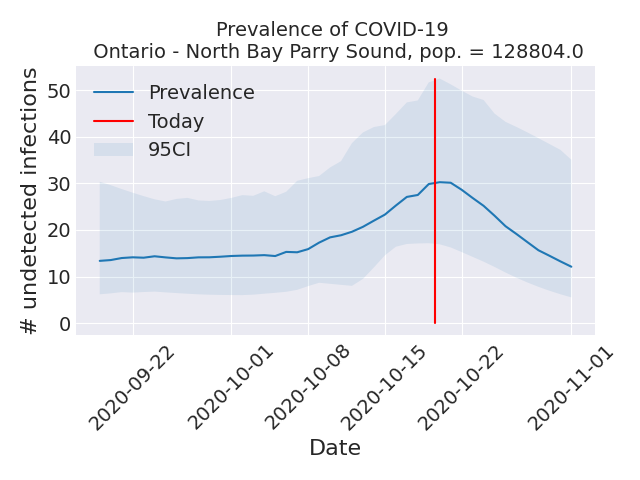 Prevalence of COVID-19
Ontario - North Bay Parry Sound, pop. = 128804.0
# undetected infections
50
40
30
20
10
0
Prevalence
Today
95CI
2020-09-22
2020-10-01
2020-10-08
2020-10-15
2020-10-22
2020-11-01
Date